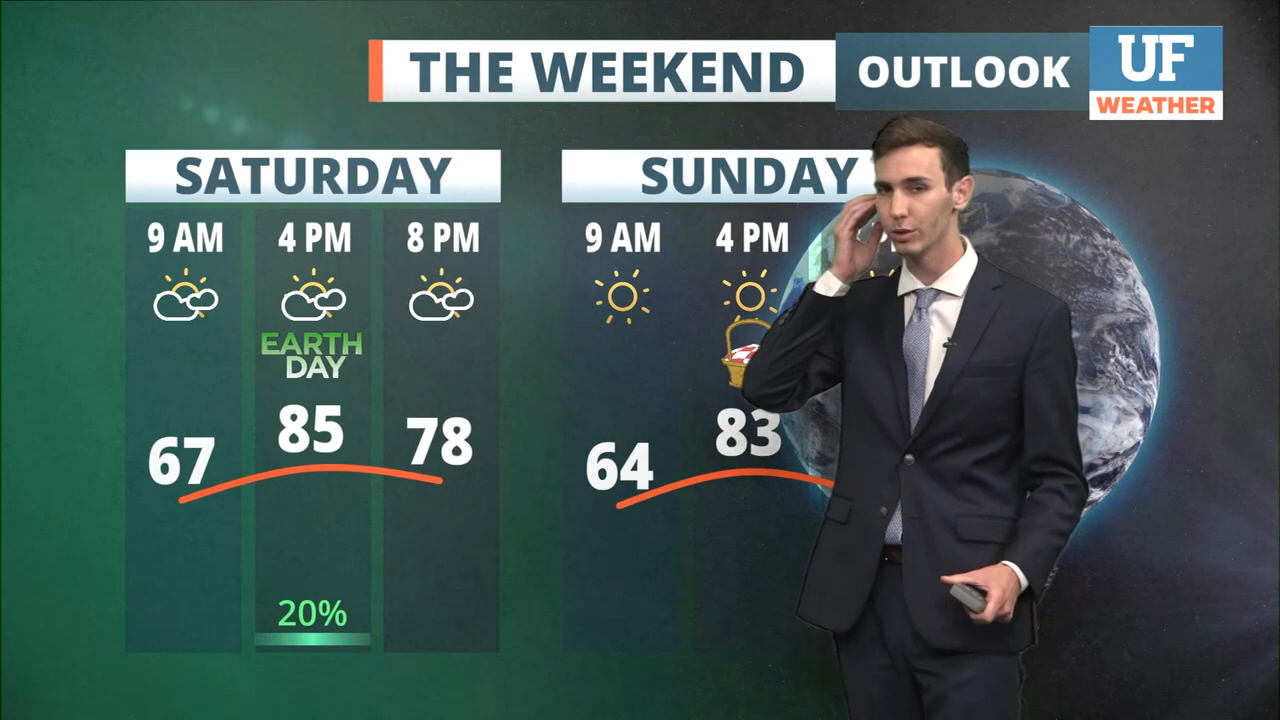 THE WEEKEND OUTLOOK
UF
WEATHER
SATURDAY
9 AM 4 PM 8 PM
EARTH
DAY
67 85 78
20%
SUNDAY
9 AM 4 PM
64 83